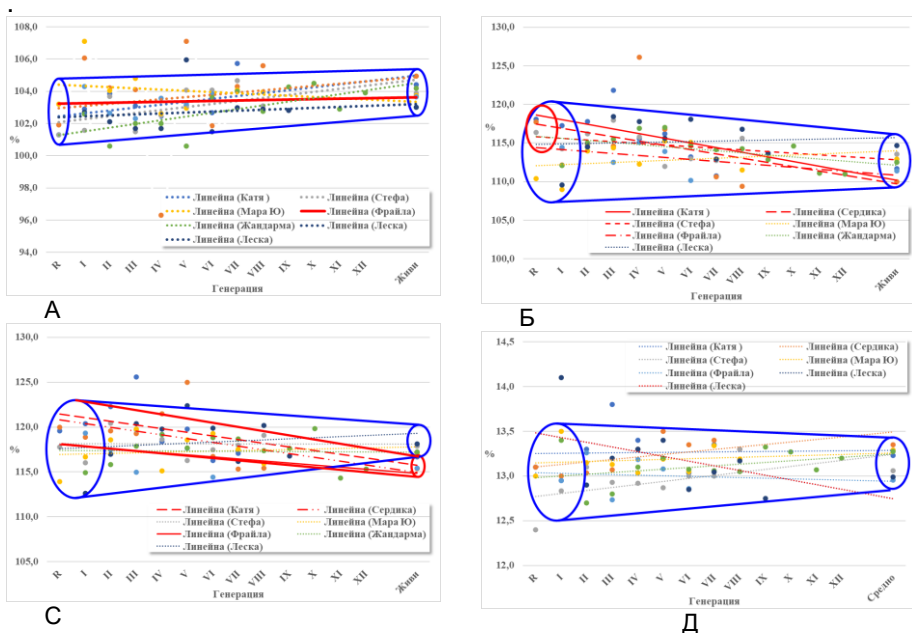 .
108,0
106,0
104,0
102,0
%
100,0
98,0
96,0
94,0
Линейна (Катя ) Линейна (Стефа)
Линейна (Мара Ю) Линейна (Фрайла)
Линейна (Жандарма) Линейна (Леска)
R I II III IV V VI VII VIII IX X XI XII Живи
Генерация
А
130,0
125,0
120,0
%
115,0
110,0
105,0
100,0
Линейна (Катя ) Линейна (Сердика)
Линейна (Стефа) Линейна (Мара Ю)
Линейна (Фрайла) Линейна (Жандарма)
Линейна (Леска)
R I II III IV V VI VII VIII IX X XI XII Живи
Генерация
Б
130,0
125,0
120,0
%
115,0
110,0
105,0
Линейна (Катя ) Линейна (Сердика)
Линейна (Стефа) Линейна (Мара Ю)
Линейна (Фрайла) Линейна (Жандарма)
Линейна (Леска)
R I II III IV V VI VII VIII IX X XI XII Живи
Генерация
С
14,5
14,0
13,5
%
13,0
12,5
12,0
Линейна (Катя ) Линейна (Сердика)
Линейна (Стефа) Линейна (Мара Ю)
Линейна (Фрайла) Линейна (Жандарма)
Линейна (Леска)
R I II III IV V VI VII VIII IX X XI XII Средно
Генерация
Д